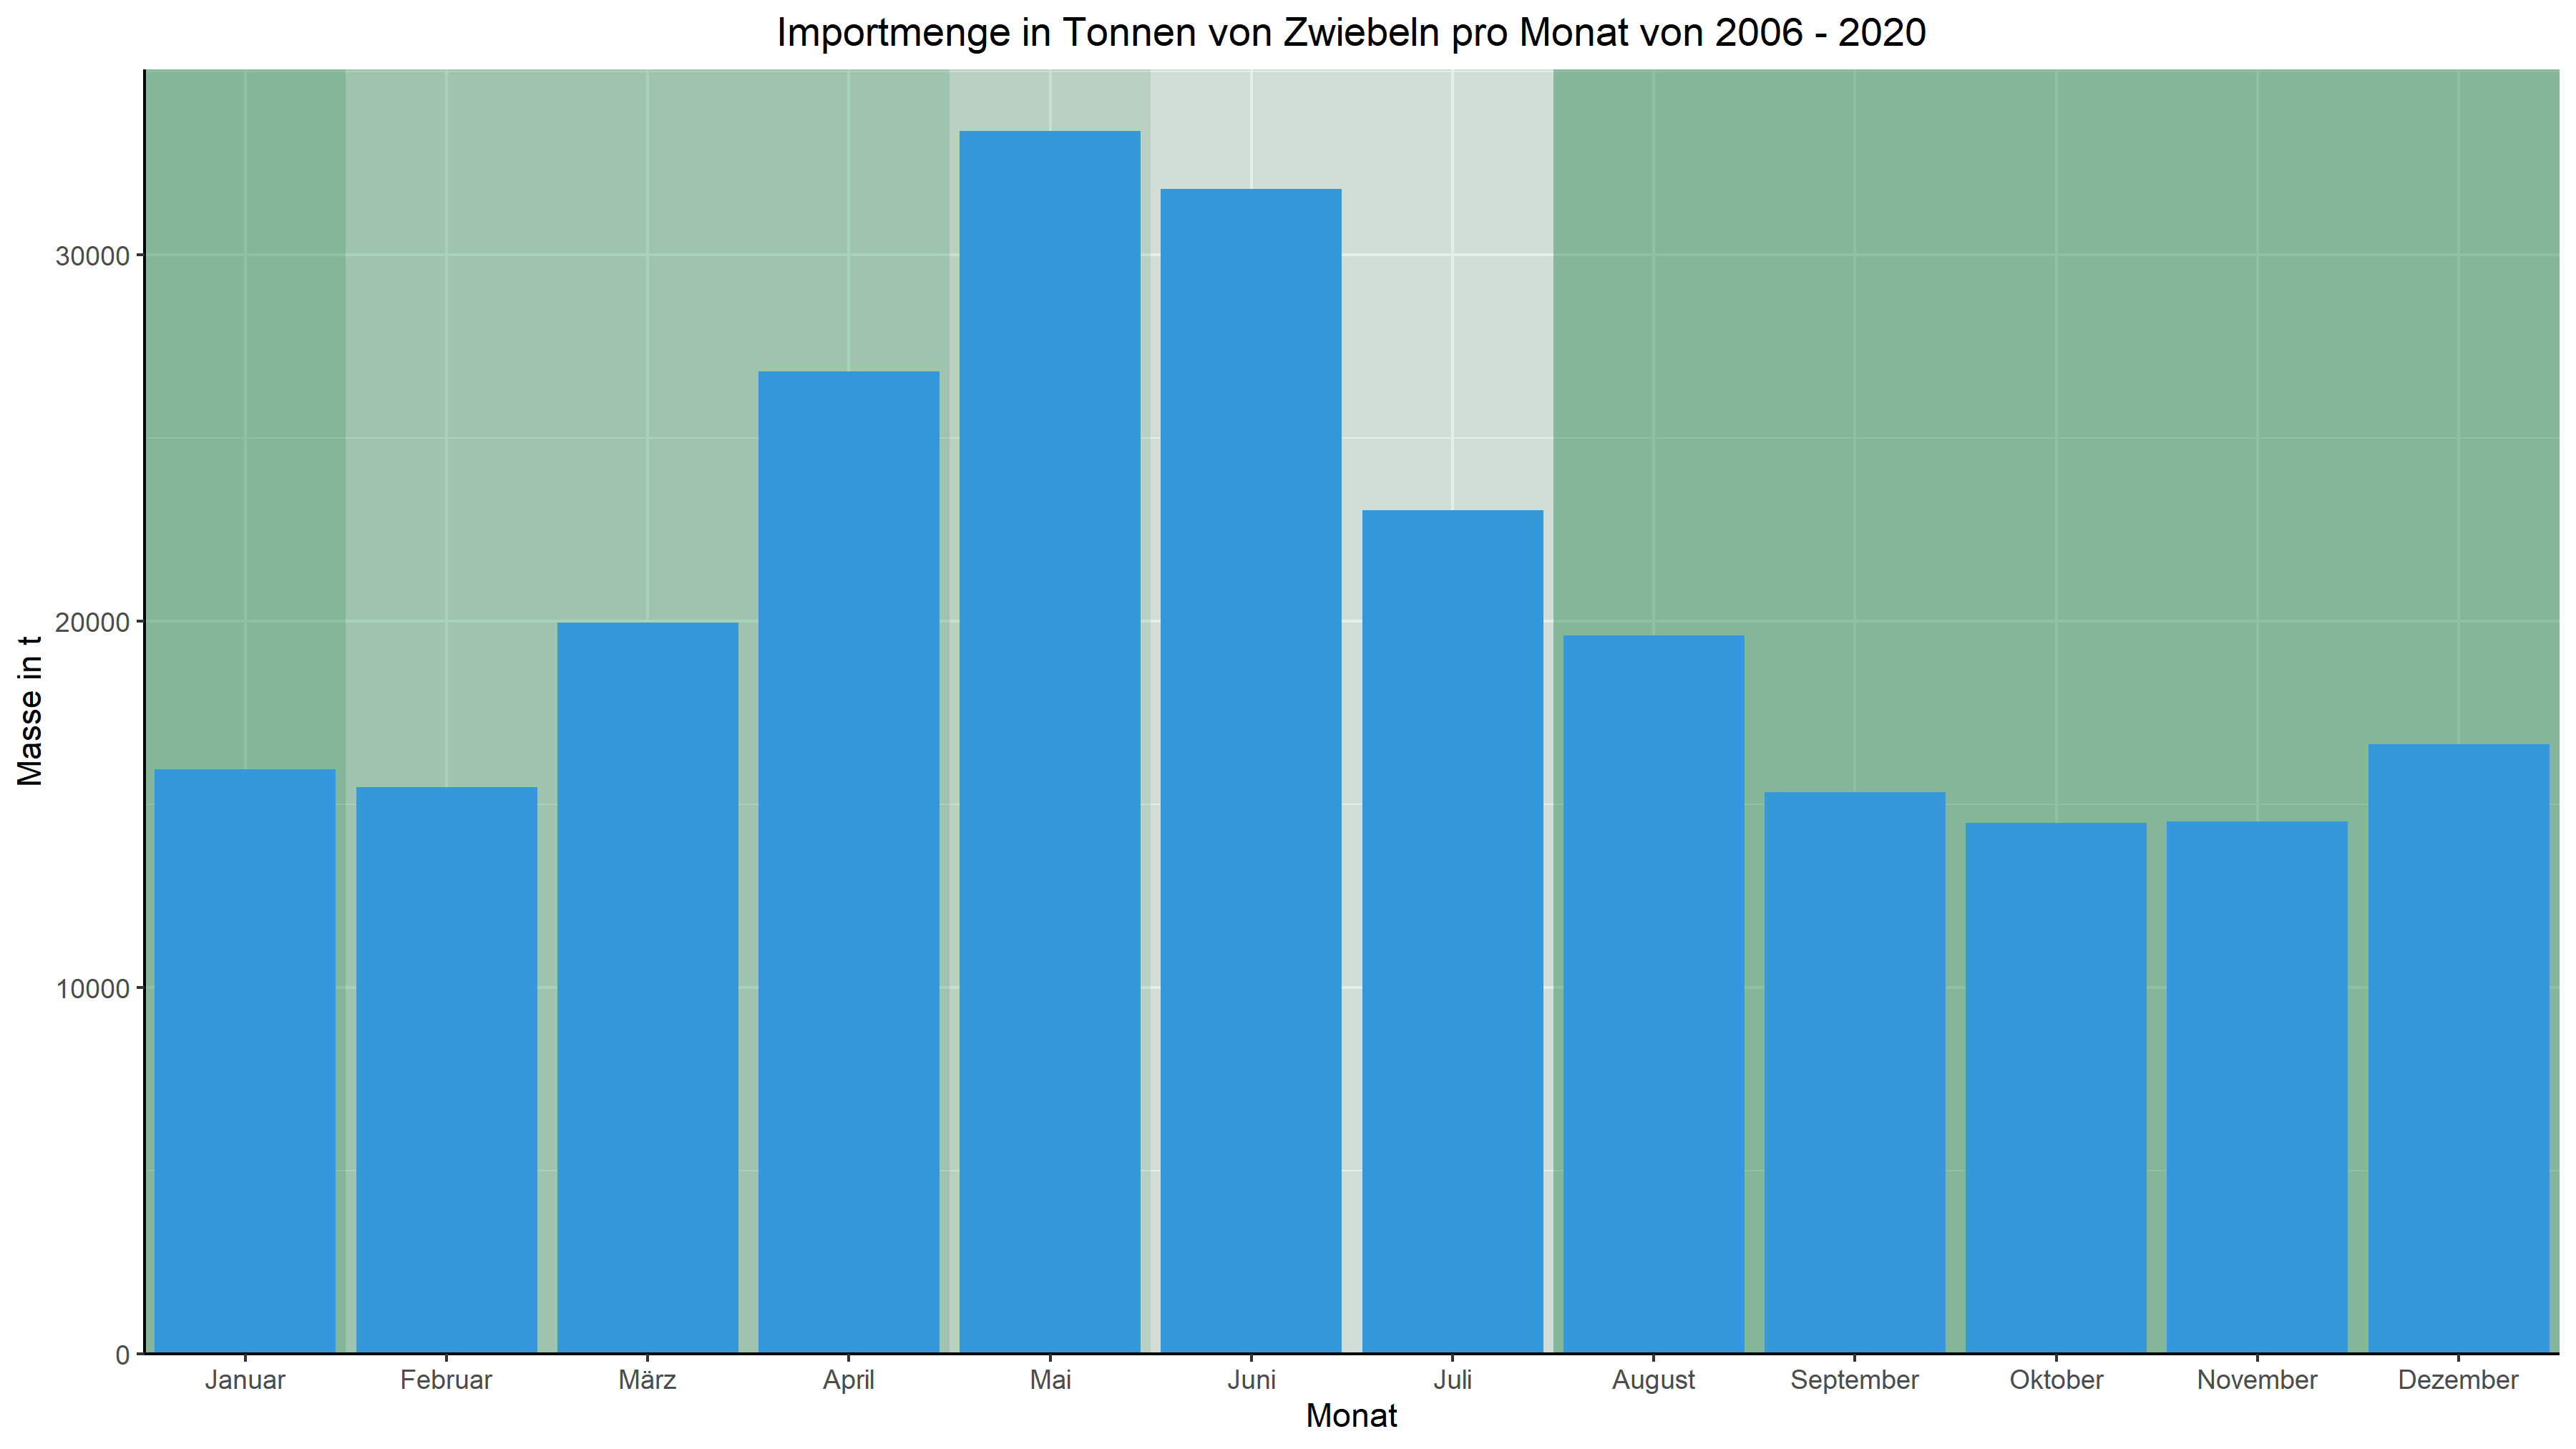 Importmenge in Tonnen von Zwiebeln pro Monat von 2006 - 2020
Masse in t
30000
20000
10000
0
Januar Februar März April Mai Juni Juli August September Oktober November Dezember
Monat